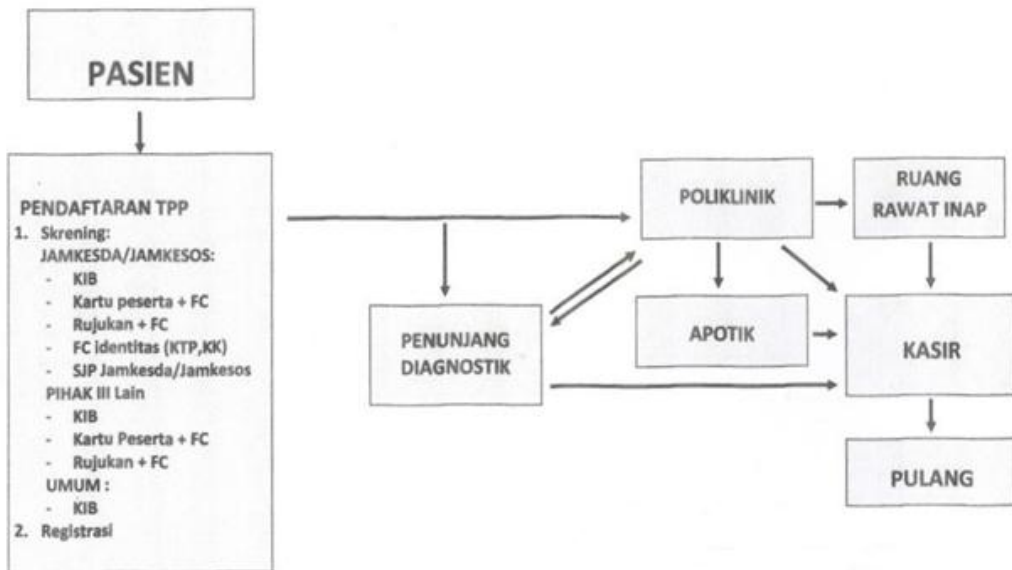 PASIEN
PENDAFTARAN TPP
1. Skrening:
JAMKESDA/JAMKESOS:
- KIB
- Kartu peserta + FC
- Rujukan + FC
- FC identitas (KTP,KK)
- SJP Jamkesda/Jamkesos
PIHAK III Lain
- KIB
- Kartu Peserta + FC
- Rujukan + FC
UMUM :
- KIB
2. Registrasi
POLIKLINIK
RUANG
RAWAT INAP
PENUNJANG
DIAGNOSTIK
APOTIK
KASIR
PULANG